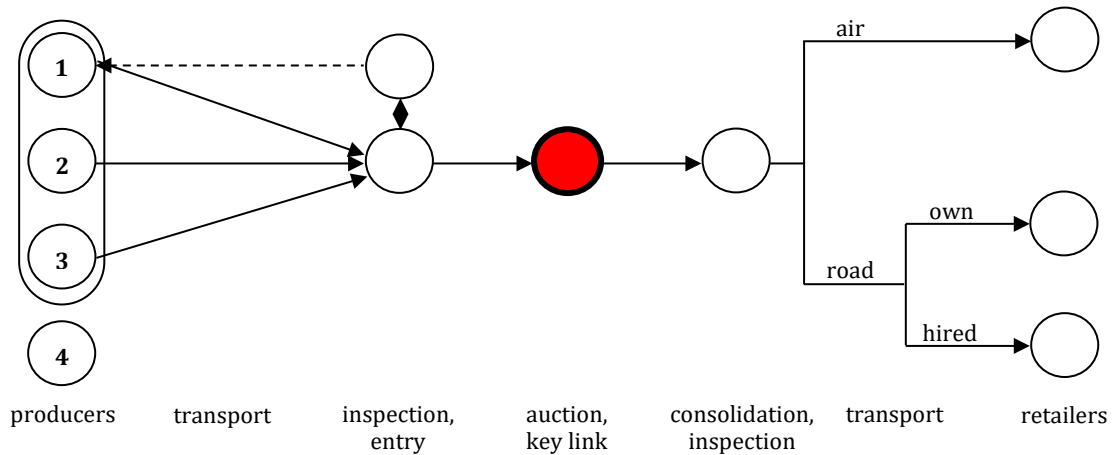 air
1
2
own
3
road
hired
4
producers
transport
inspection,
entry
auction,
key link
consolidation,
inspection
transport
retailers